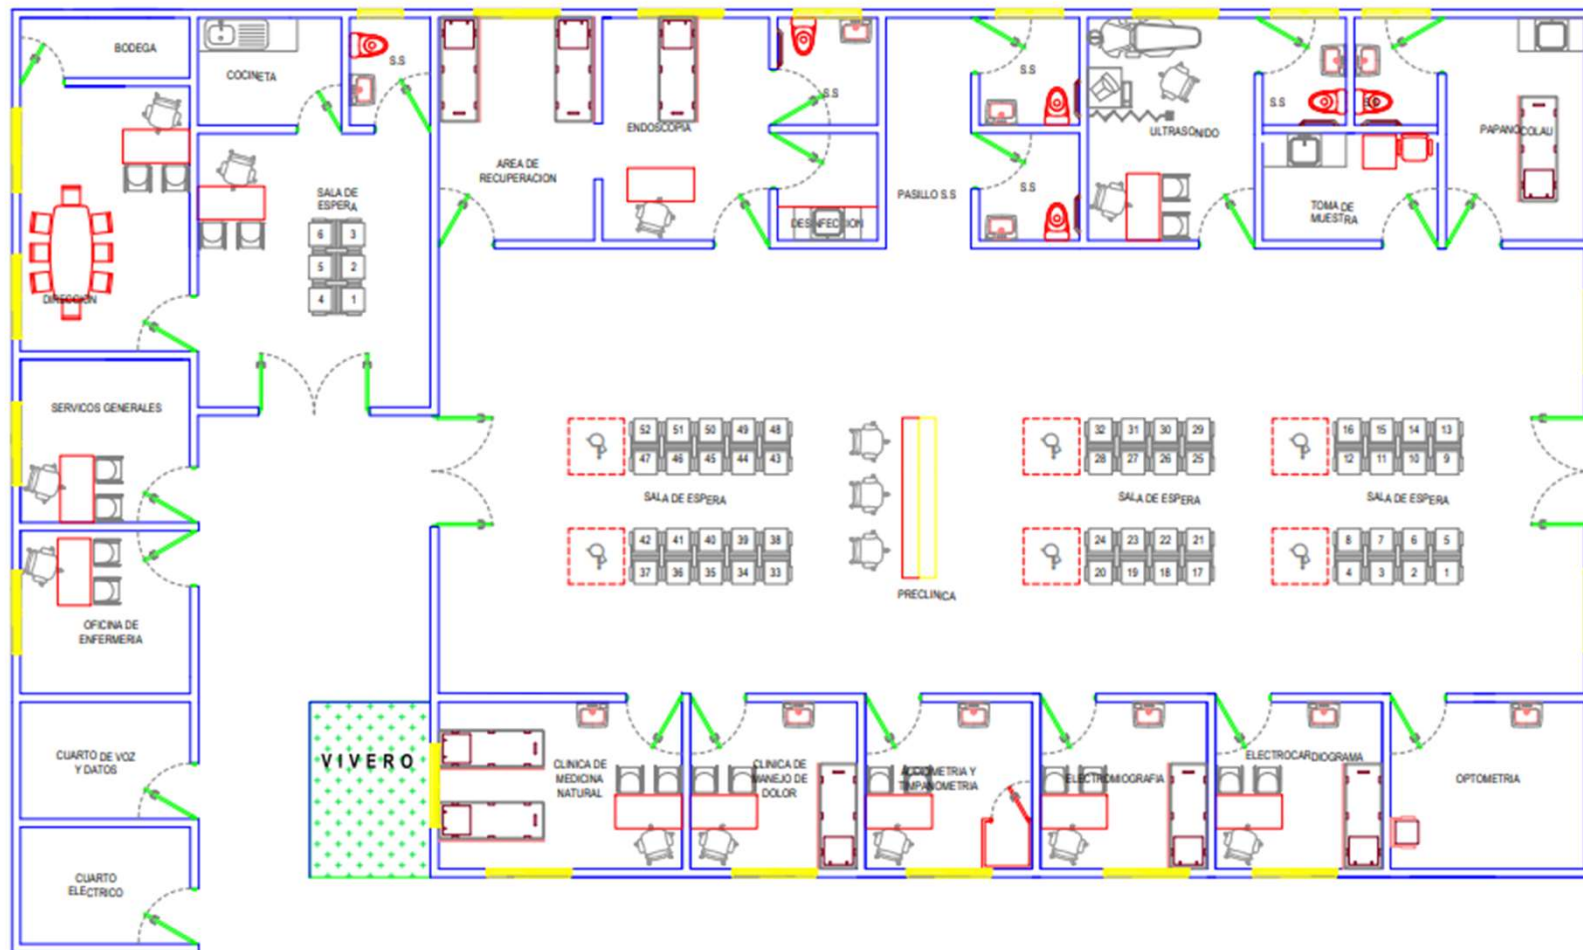 BODEGA
COCINETA
S.S
S.S
ENDOSCOPIA
AREA DE
RECUPERACION
DESINFECCION
PASILLO S.S
S.S
S.S
ULTRASONIDO
S.S
S.S
PAPANICOLAU
TOMA DE
MUESTRA
SALA DE
ESPERA
6 3
5 2
4 1
DIRECCION
SERVICOS GENERALES
OFICINA DE
ENFERMERIA
CUARTO DE VOZ
Y DATOS
CUARTO
ELECTRICO
52 51 50 49 48
47 46 45 44 43
SALA DE ESPERA
42 41 40 39 38
37 36 35 34 33
PRECLINICA
32 31 30 29
28 27 26 25
SALA DE ESPERA
24 23 22 21
20 19 18 17
16 15 14 13
12 11 10 9
SALA DE ESPERA
8 7 6 5
4 3 2 1
VIVERO
CLINICA DE
MEDICINA
NATURAL
CLINICA DE
MANEJO DE
DOLOR
AUDIOMETRIA Y
TIMPANOMETRIA
ELECTROMIOGRAFIA
ELECTROCARDIOGRAMA
OPTOMETRIA